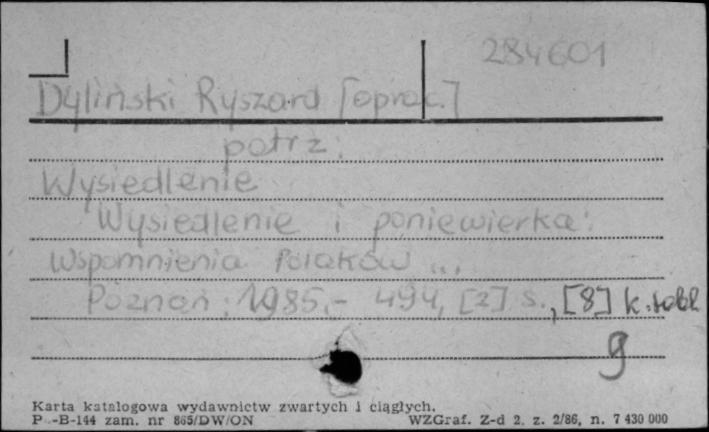 284601
Dyliński Ryszard [oprac.]
patrz:
Wysiedlenie
Wysiedlenie i poniewierka:
Wspomnienia Polaków ...
Poznań : 1985.- 494, [2] s., [8] k. tabl
g
Karta katalogowa wydawnictw zwartych i ciągłych.
P -B-144 zam. nr 865/DW/ON WZGraf. Z-d 2. z. 2/86, n. 7 430 000